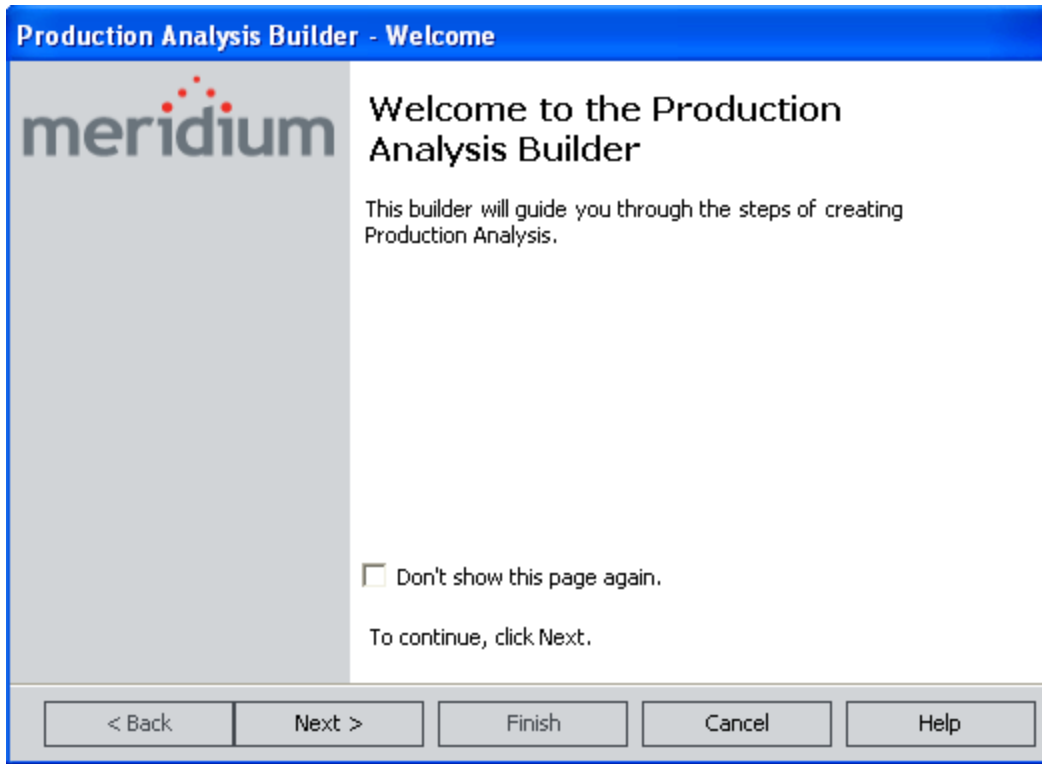 Production Analysis Builder - Welcome
meridium
Welcome to the Production
Analysis Builder
This builder will guide you through the steps of creating
Production Analysis.
Don't show this page again.
To continue, click Next.
< Back
Next >
Finish
Cancel
Help